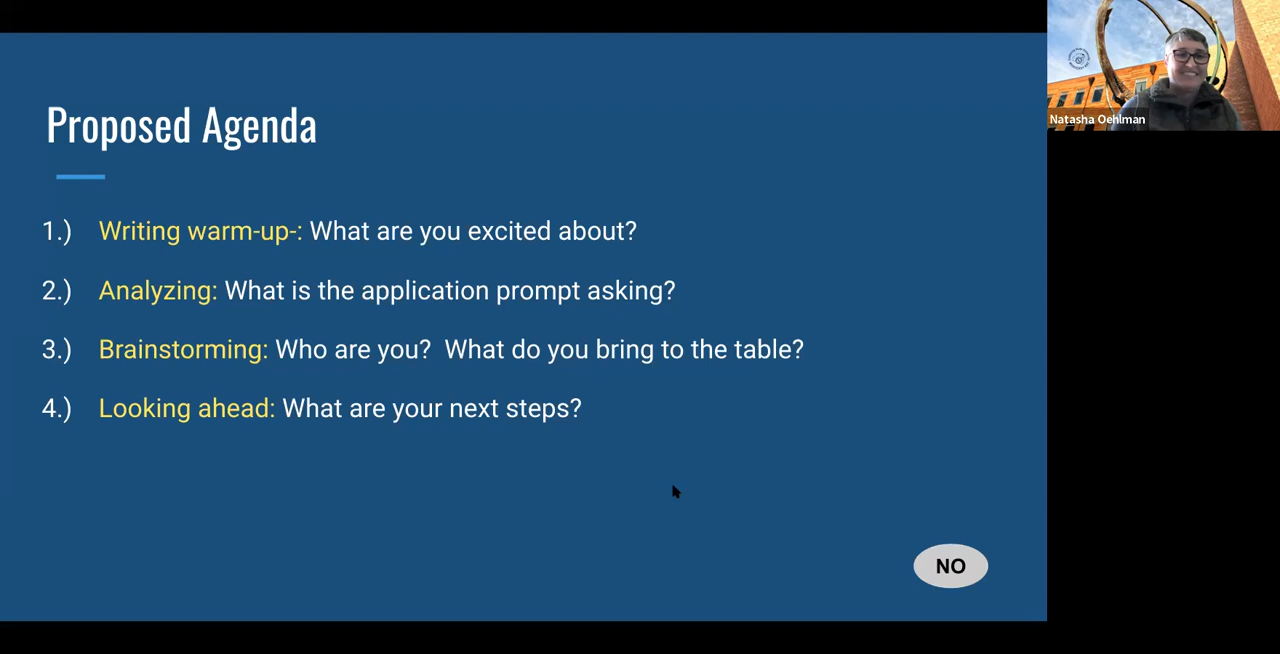 Proposed Agenda
1.) Writing warm-up-: What are you excited about?
2.) Analyzing: What is the application prompt asking?
3.) Brainstorming: Who are you?  What do you bring to the table?
4.) Looking ahead: What are your next steps?
NO
Natasha Oehlman